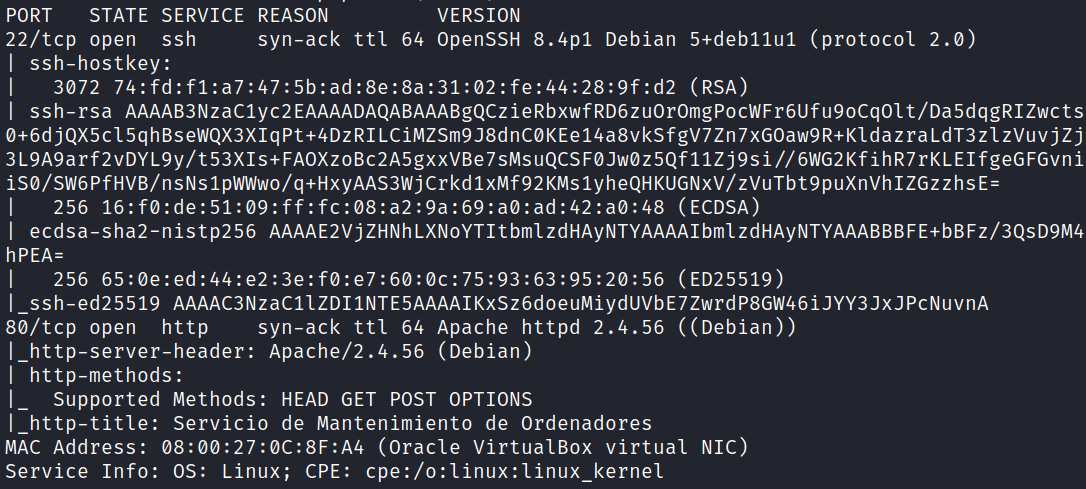 PORT   STATE SERVICE REASON         VERSION
22/tcp open  ssh     syn-ack ttl 64 OpenSSH 8.4p1 Debian 5+deb11u1 (protocol 2.0)
| ssh-hostkey:
|   3072 74:fd:f1:a7:47:5b:ad:8e:8a:31:02:fe:44:28:9f:d2 (RSA)
| ssh-rsa AAAAB3NzaC1yc2EAAAADAQABAAABgQCzieRbxwfRD6zuOrOmgPocWFr6Ufu9oCqOlt/Da5dqgRIZwcts
0+6djQX5cl5qhBseWQX3XIqPt+4DzRILCiMZSm9J8dnC0KEe14a8vkSfgV7Zn7xGOaw9R+KldazraLdT3zlzVuvjZj
3L9A9arf2vDYL9y/t53XIs+FAOXzoBc2A5gxxVBe7sMsuQCSF0Jw0z5Qf11Zj9si//6WG2KfihR7rKLEIfgeGFGvni
iS0/SW6PfHVB/nsNs1pWWwo/q+HxyAAS3WjCrkd1xMf92KMs1yheQHKUGNxV/zVuTbt9puXnVhIZGzzhsE=
|   256 16:f0:de:51:09:ff:fc:08:a2:9a:69:a0:ad:42:a0:48 (ECDSA)
| ecdsa-sha2-nistp256 AAAAE2VjZHNhLXNoYTItbmlzdHAyNTYAAAAIbmlzdHAyNTYAAABBBFE+bBFz/3QsD9M4
hPEA=
|   256 65:0e:ed:44:e2:3e:f0:e7:60:0c:75:93:63:95:20:56 (ED25519)
|_ssh-ed25519 AAAAC3NzaC1lZDI1NTE5AAAAIKxSz6doeuMiydUVbE7ZwrdP8GW46iJYY3JxJPcNuvnA
80/tcp open  http    syn-ack ttl 64 Apache httpd 2.4.56 ((Debian))
|_http-server-header: Apache/2.4.56 (Debian)
| http-methods:
|_  Supported Methods: HEAD GET POST OPTIONS
|_http-title: Servicio de Mantenimiento de Ordenadores
MAC Address: 08:00:27:0C:8F:A4 (Oracle VirtualBox virtual NIC)
Service Info: OS: Linux; CPE: cpe:/o:linux:linux_kernel